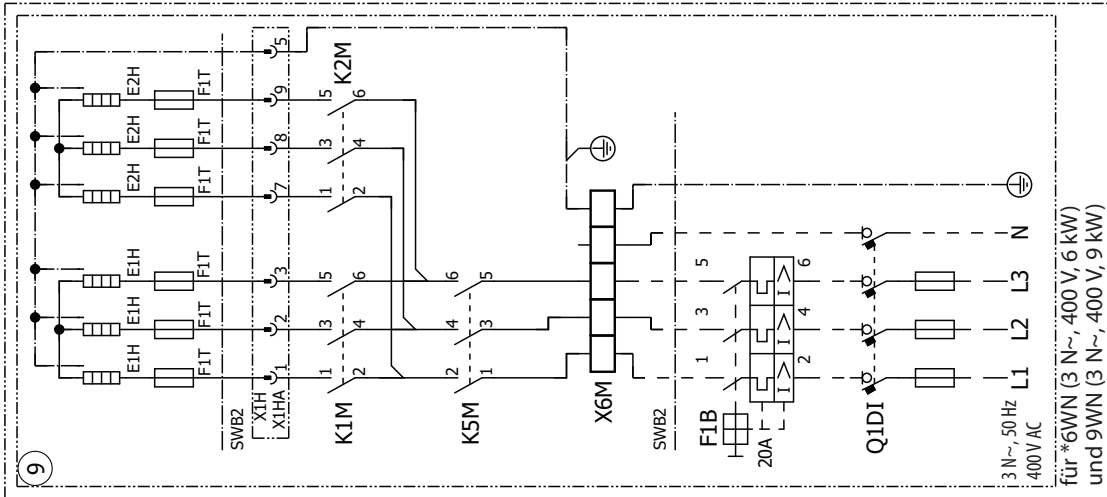 9
SWB2
X1H
X1HA
E1H
E1H
E1H
E2H
E2H
E2H
F1T
F1T
F1T
F1T
F1T
F1T
1
2
3
7
8
9
5
K1M
1
3
5
2
4
6
K2M
1
3
5
2
4
6
K5M
2
4
6
1
3
5
X6M
SWB2
F1B
20A
1
3
5
I >
I >
I >
2
4
6
Q1DI
3 N~, 50 Hz
400 V AC
L1
L2
L3
N
für *6WN (3 N~, 400 V, 6 kW)
und 9WN (3 N~, 400 V, 9 kW)